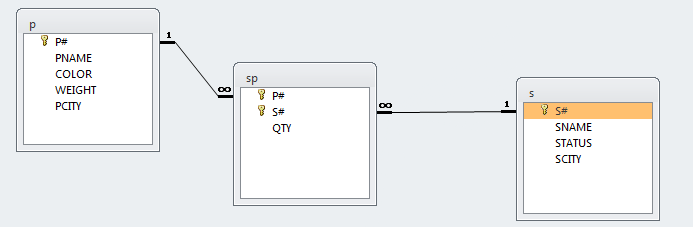 p
P#
PNAME
COLOR
WEIGHT
PCITY
1
∞
sp
P#
S#
QTY
∞
1
s
S#
SNAME
STATUS
SCITY